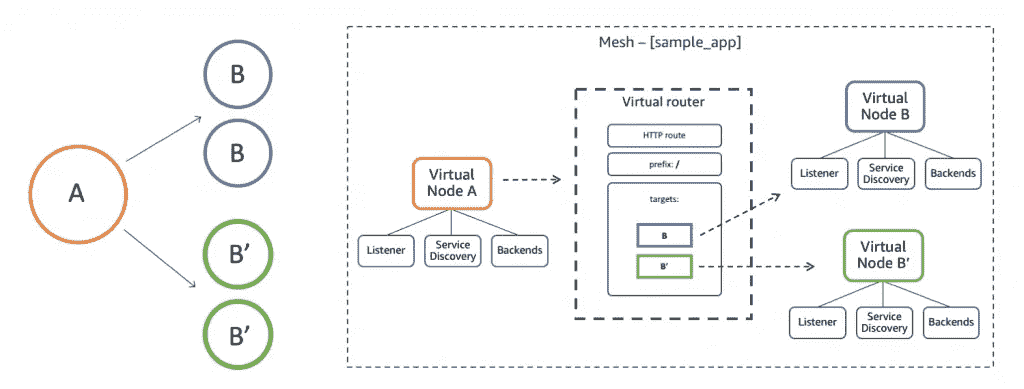 A
B
B
B′
B′
Mesh – [sample_app]
Virtual
Node A
Listener
Service
Discovery
Backends
Virtual router
HTTP route
prefix: /
targets:
B
B′
Virtual
Node B
Listener
Service
Discovery
Backends
Virtual
Node B′
Listener
Service
Discovery
Backends